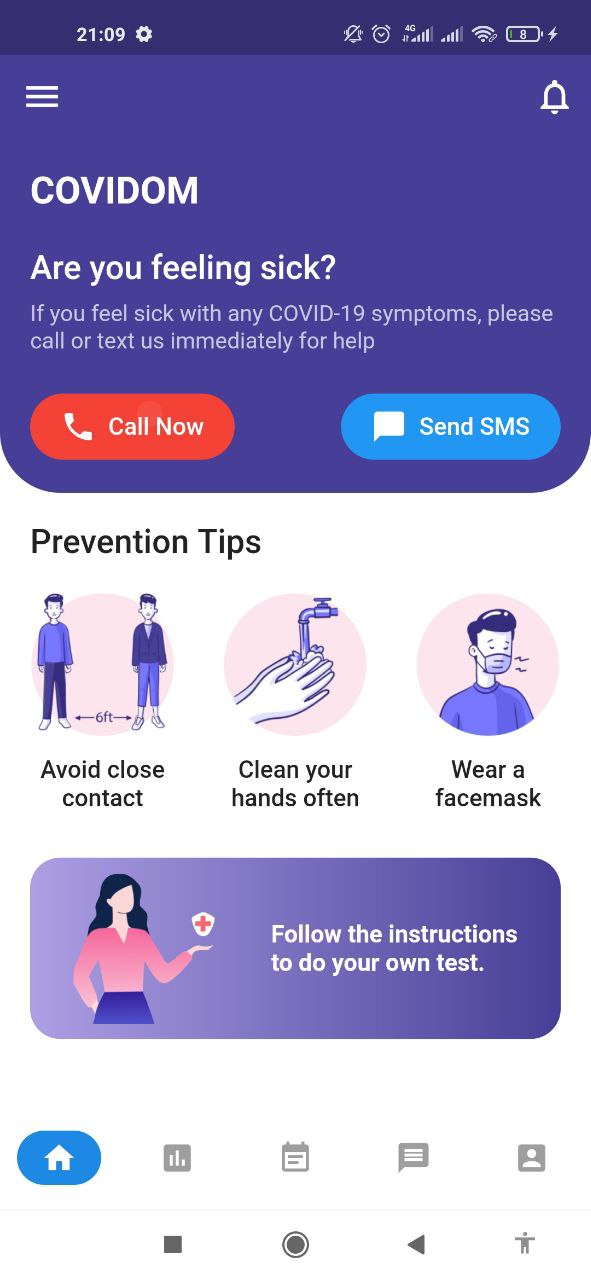 21:09
4G
8
COVIDOM
Are you feeling sick?
If you feel sick with any COVID-19 symptoms, please
call or text us immediately for help
Call Now
Send SMS
Prevention Tips
6ft
Avoid close
contact
Clean your
hands often
Wear a
facemask
Follow the instructions
to do your own test.